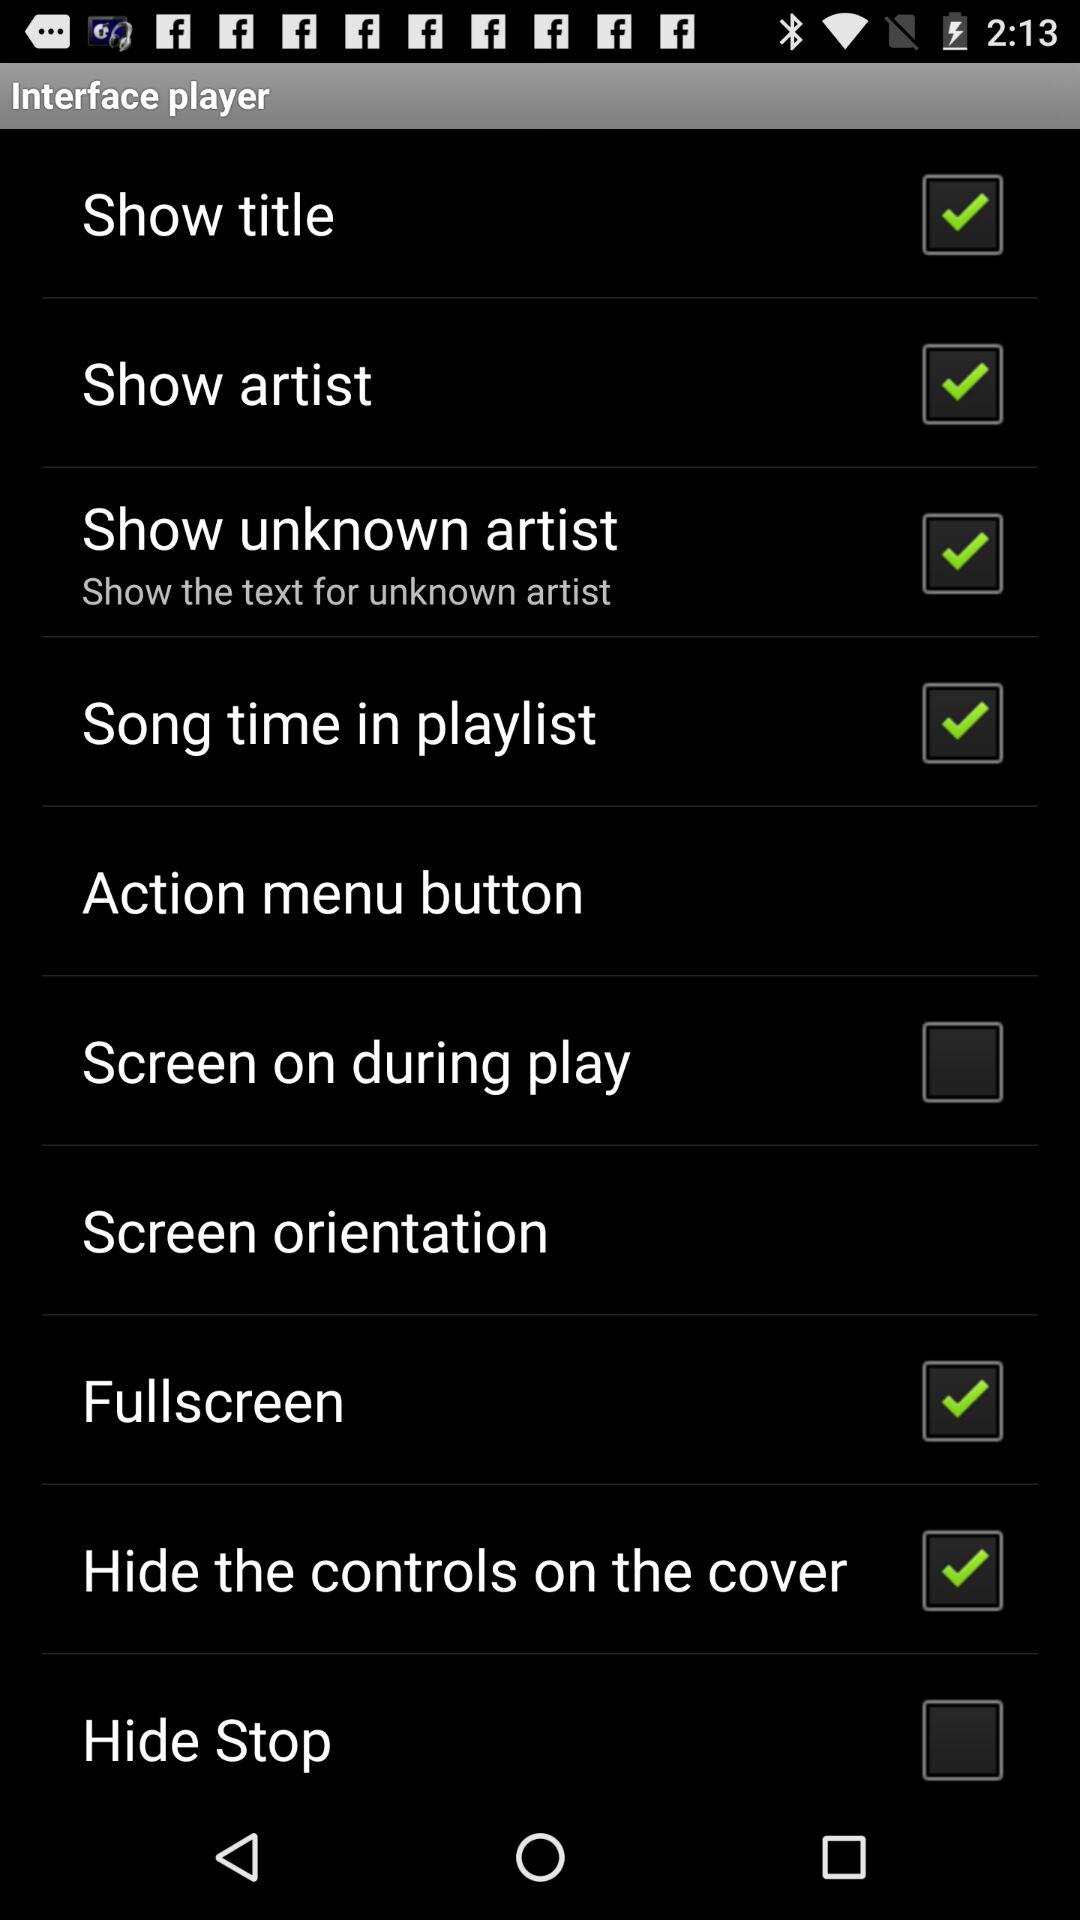 2:13
Interface player
Show title
Show artist
Show unknown artist
Show the text for unknown artist
Song time in playlist
Action menu button
Screen on during play
Screen orientation
Fullscreen
Hide the controls on the cover
Hide Stop